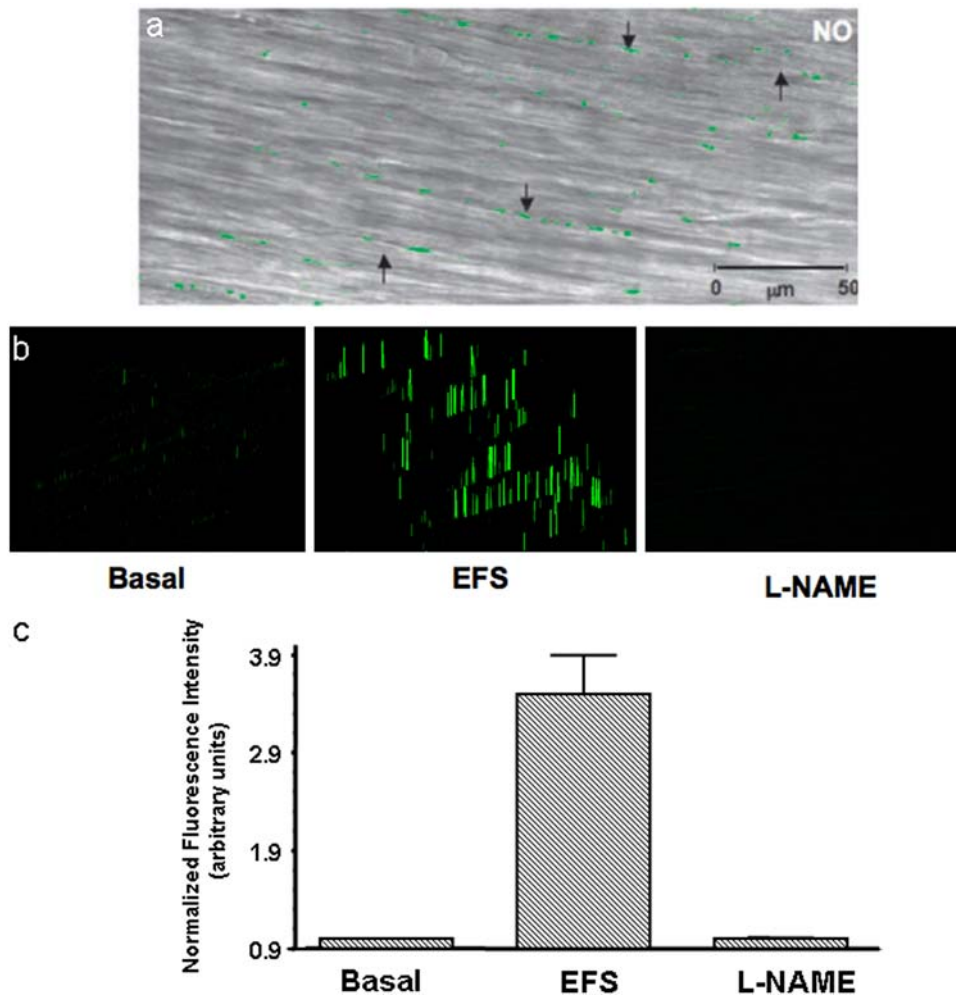 a
NO
0 μm 50
b
Basal
EFS
L-NAME
c
Normalized Fluorescence Intensity
(arbitrary units)
3.9
2.9
1.9
0.9
Basal
EFS
L-NAME